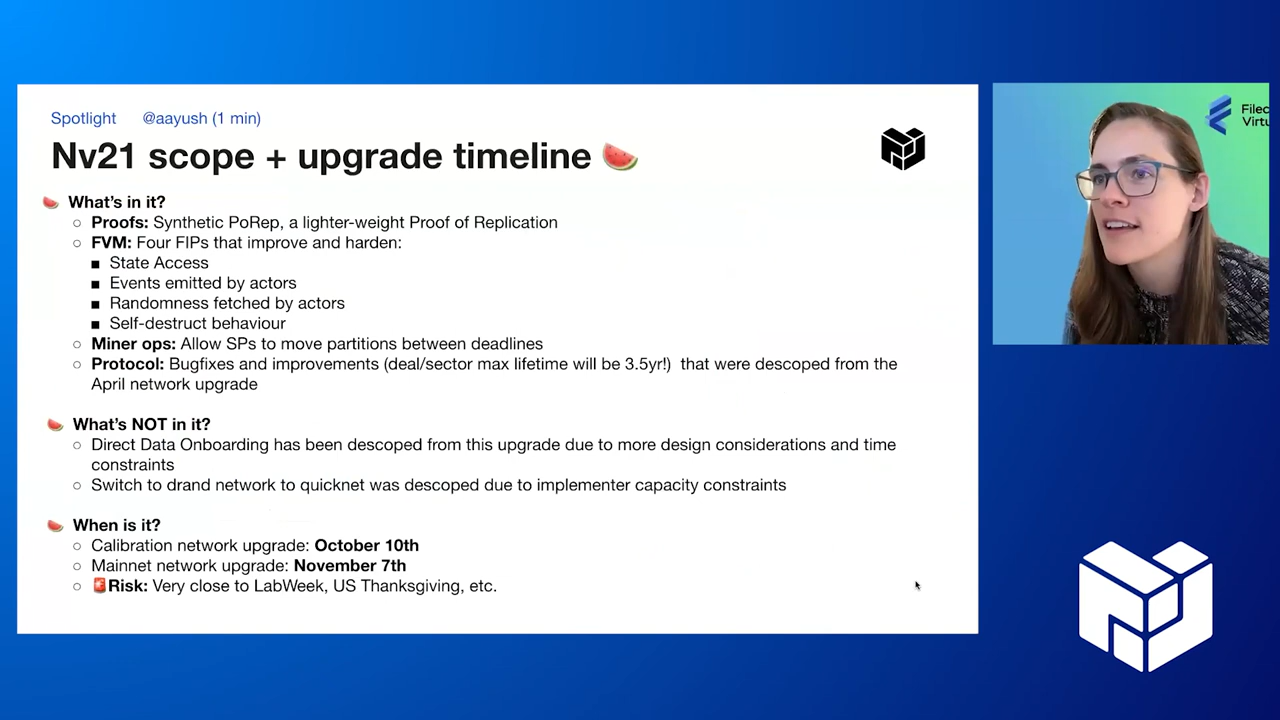 Spotlight @aayush (1 min)
Nv21 scope + upgrade timeline 🍉
What's in it?
Proofs: Synthetic PoRep, a lighter-weight Proof of Replication
FVM: Four FIPs that improve and harden:
State Access
Events emitted by actors
Randomness fetched by actors
Self-destruct behaviour
Miner ops: Allow SPs to move partitions between deadlines
Protocol: Bugfixes and improvements (deal/sector max lifetime will be 3.5yr!) that were descoped from the
April network upgrade
What's NOT in it?
Direct Data Onboarding has been descoped from this upgrade due to more design considerations and time
constraints
Switch to drand network to quicknet was descoped due to implementer capacity constraints
When is it?
Calibration network upgrade: October 10th
Mainnet network upgrade: November 7th
🚨Risk: Very close to LabWeek, US Thanksgiving, etc.
Filec
Virtu